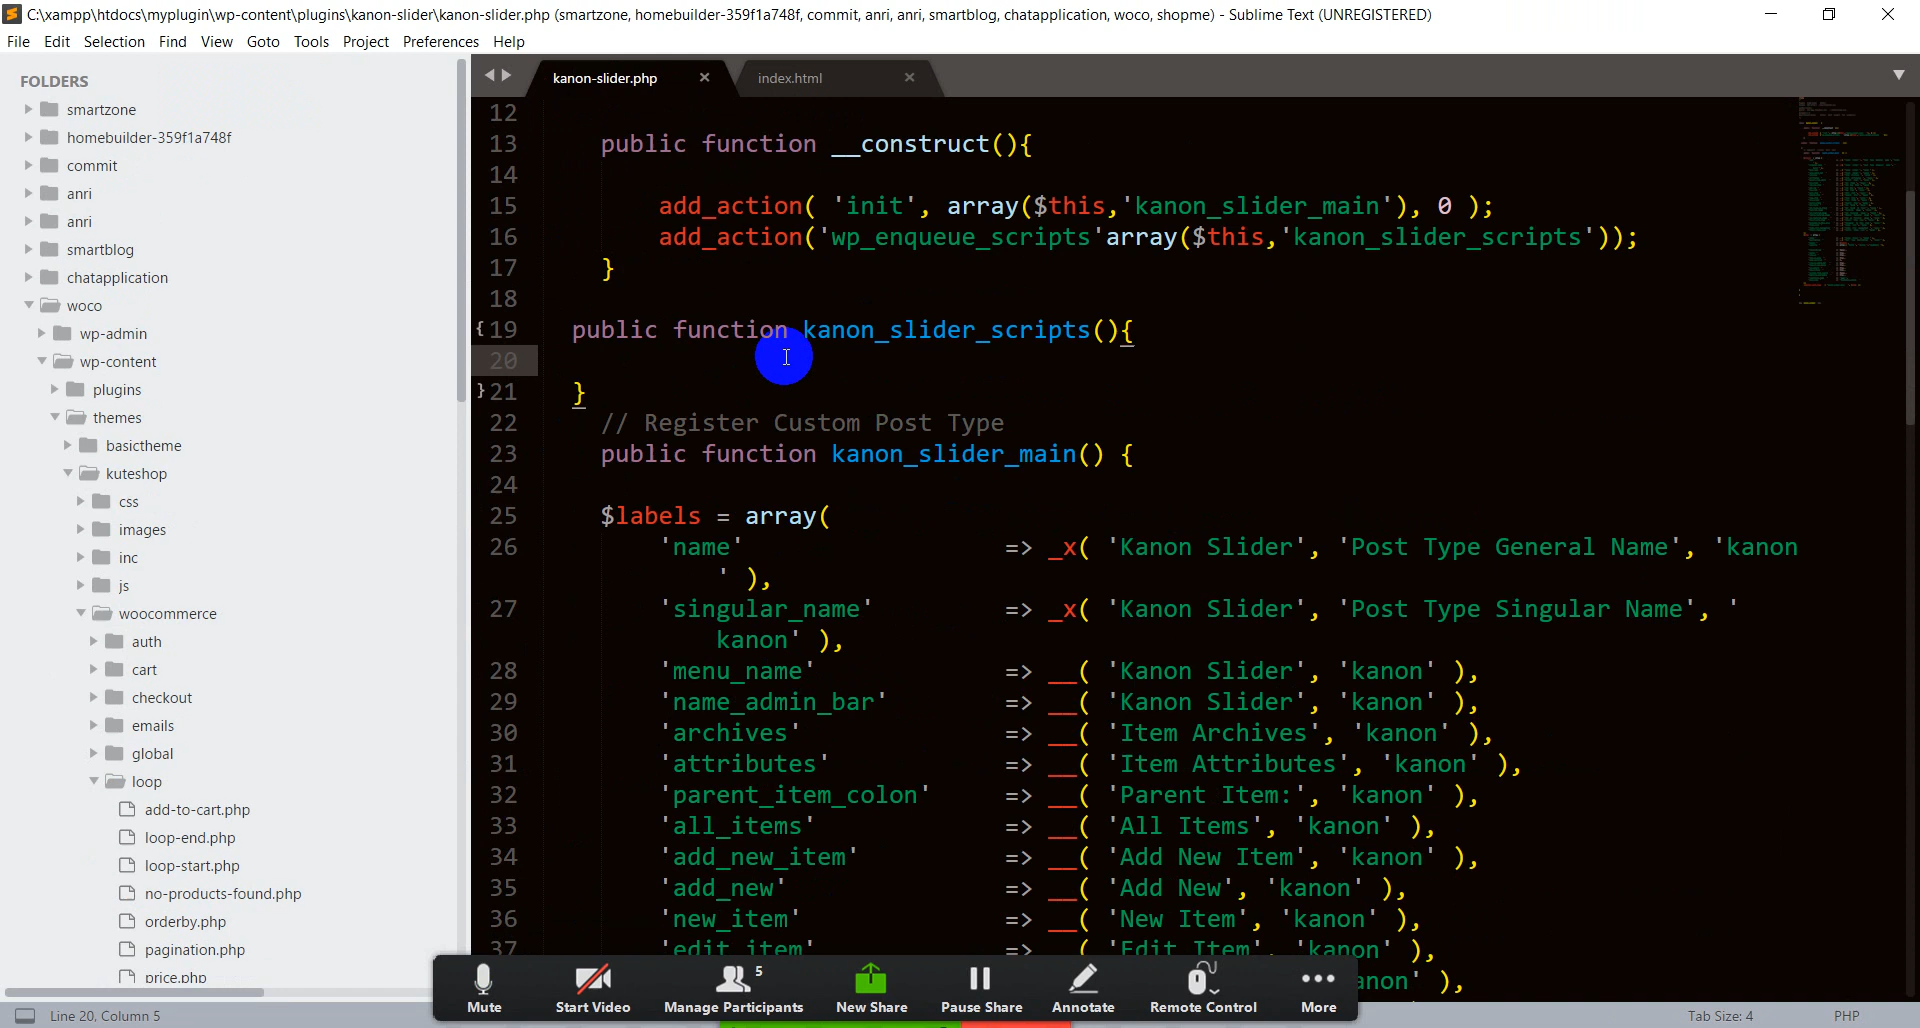 C:\xampp\htdocs\myplugin\wp-content\plugins\kanon-slider\kanon-slider.php (smartzone, homebuilder-359f1a748f, commit, anri, anri, smartblog, chatapplication, woco, shopme) - Sublime Text (UNREGISTERED)
File Edit Selection Find View Goto Tools Project Preferences Help
FOLDERS
smartzone
homebuilder-359f1a748f
commit
anri
anri
smartblog
chatapplication
woco
wp-admin
wp-content
plugins
themes
basictheme
kuteshop
css
images
inc
js
woocommerce
auth
cart
checkout
emails
global
loop
add-to-cart.php
loop-end.php
loop-start.php
no-products-found.php
orderby.php
pagination.php
price.php
kanon-slider.php index.html
12
13 public function __construct(){
14
15 add_action( 'init', array($this,'kanon_slider_main'), 0 );
16 add_action('wp_enqueue_scripts'array($this,'kanon_slider_scripts'));
17 }
18
{ 19 public function kanon_slider_scripts(){
20
} 21 }
22 // Register Custom Post Type
23 public function kanon_slider_main() {
24
25 $labels = array(
26 'name' => _x( 'Kanon Slider', 'Post Type General Name', 'kanon
' ),
27 'singular_name' => _x( 'Kanon Slider', 'Post Type Singular Name', '
kanon' ),
28 'menu_name' => __( 'Kanon Slider', 'kanon' ),
29 'name_admin_bar' => __( 'Kanon Slider', 'kanon' ),
30 'archives' => __( 'Item Archives', 'kanon' ),
31 'attributes' => __( 'Item Attributes', 'kanon' ),
32 'parent_item_colon' => __( 'Parent Item:', 'kanon' ),
33 'all_items' => __( 'All Items', 'kanon' ),
34 'add_new_item' => __( 'Add New Item', 'kanon' ),
35 'add_new' => __( 'Add New', 'kanon' ),
36 'new_item' => __( 'New Item', 'kanon' ),
37 'edit_item' => __( 'Edit Item', 'kanon' ),
anon' ),
5
Mute Start Video Manage Participants New Share Pause Share Annotate Remote Control More
Line 20, Column 5 Tab Size: 4 PHP